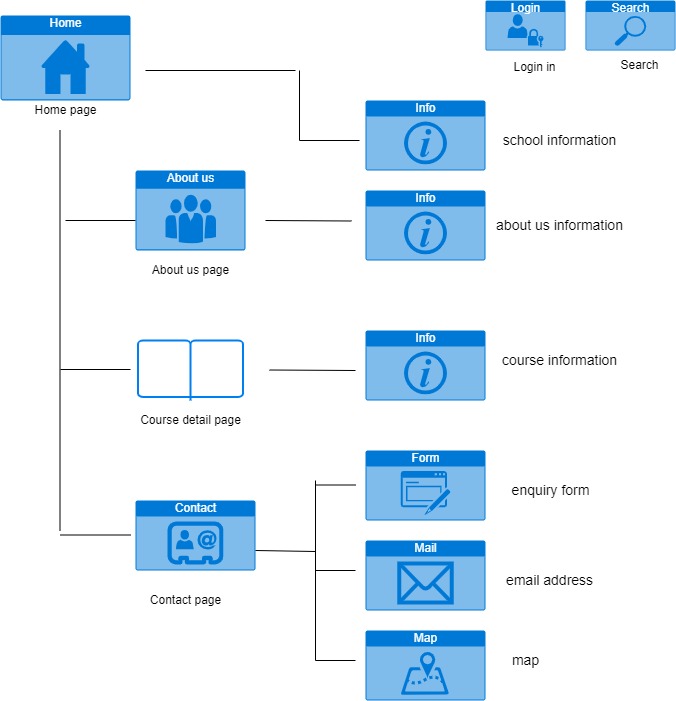 Home
Home page
Login
Login in
Search
Search
Info
school information
About us
About us page
Info
about us information
Course detail page
Info
course information
Contact
@
Contact page
Form
enquiry form
Mail
email address
Map
map